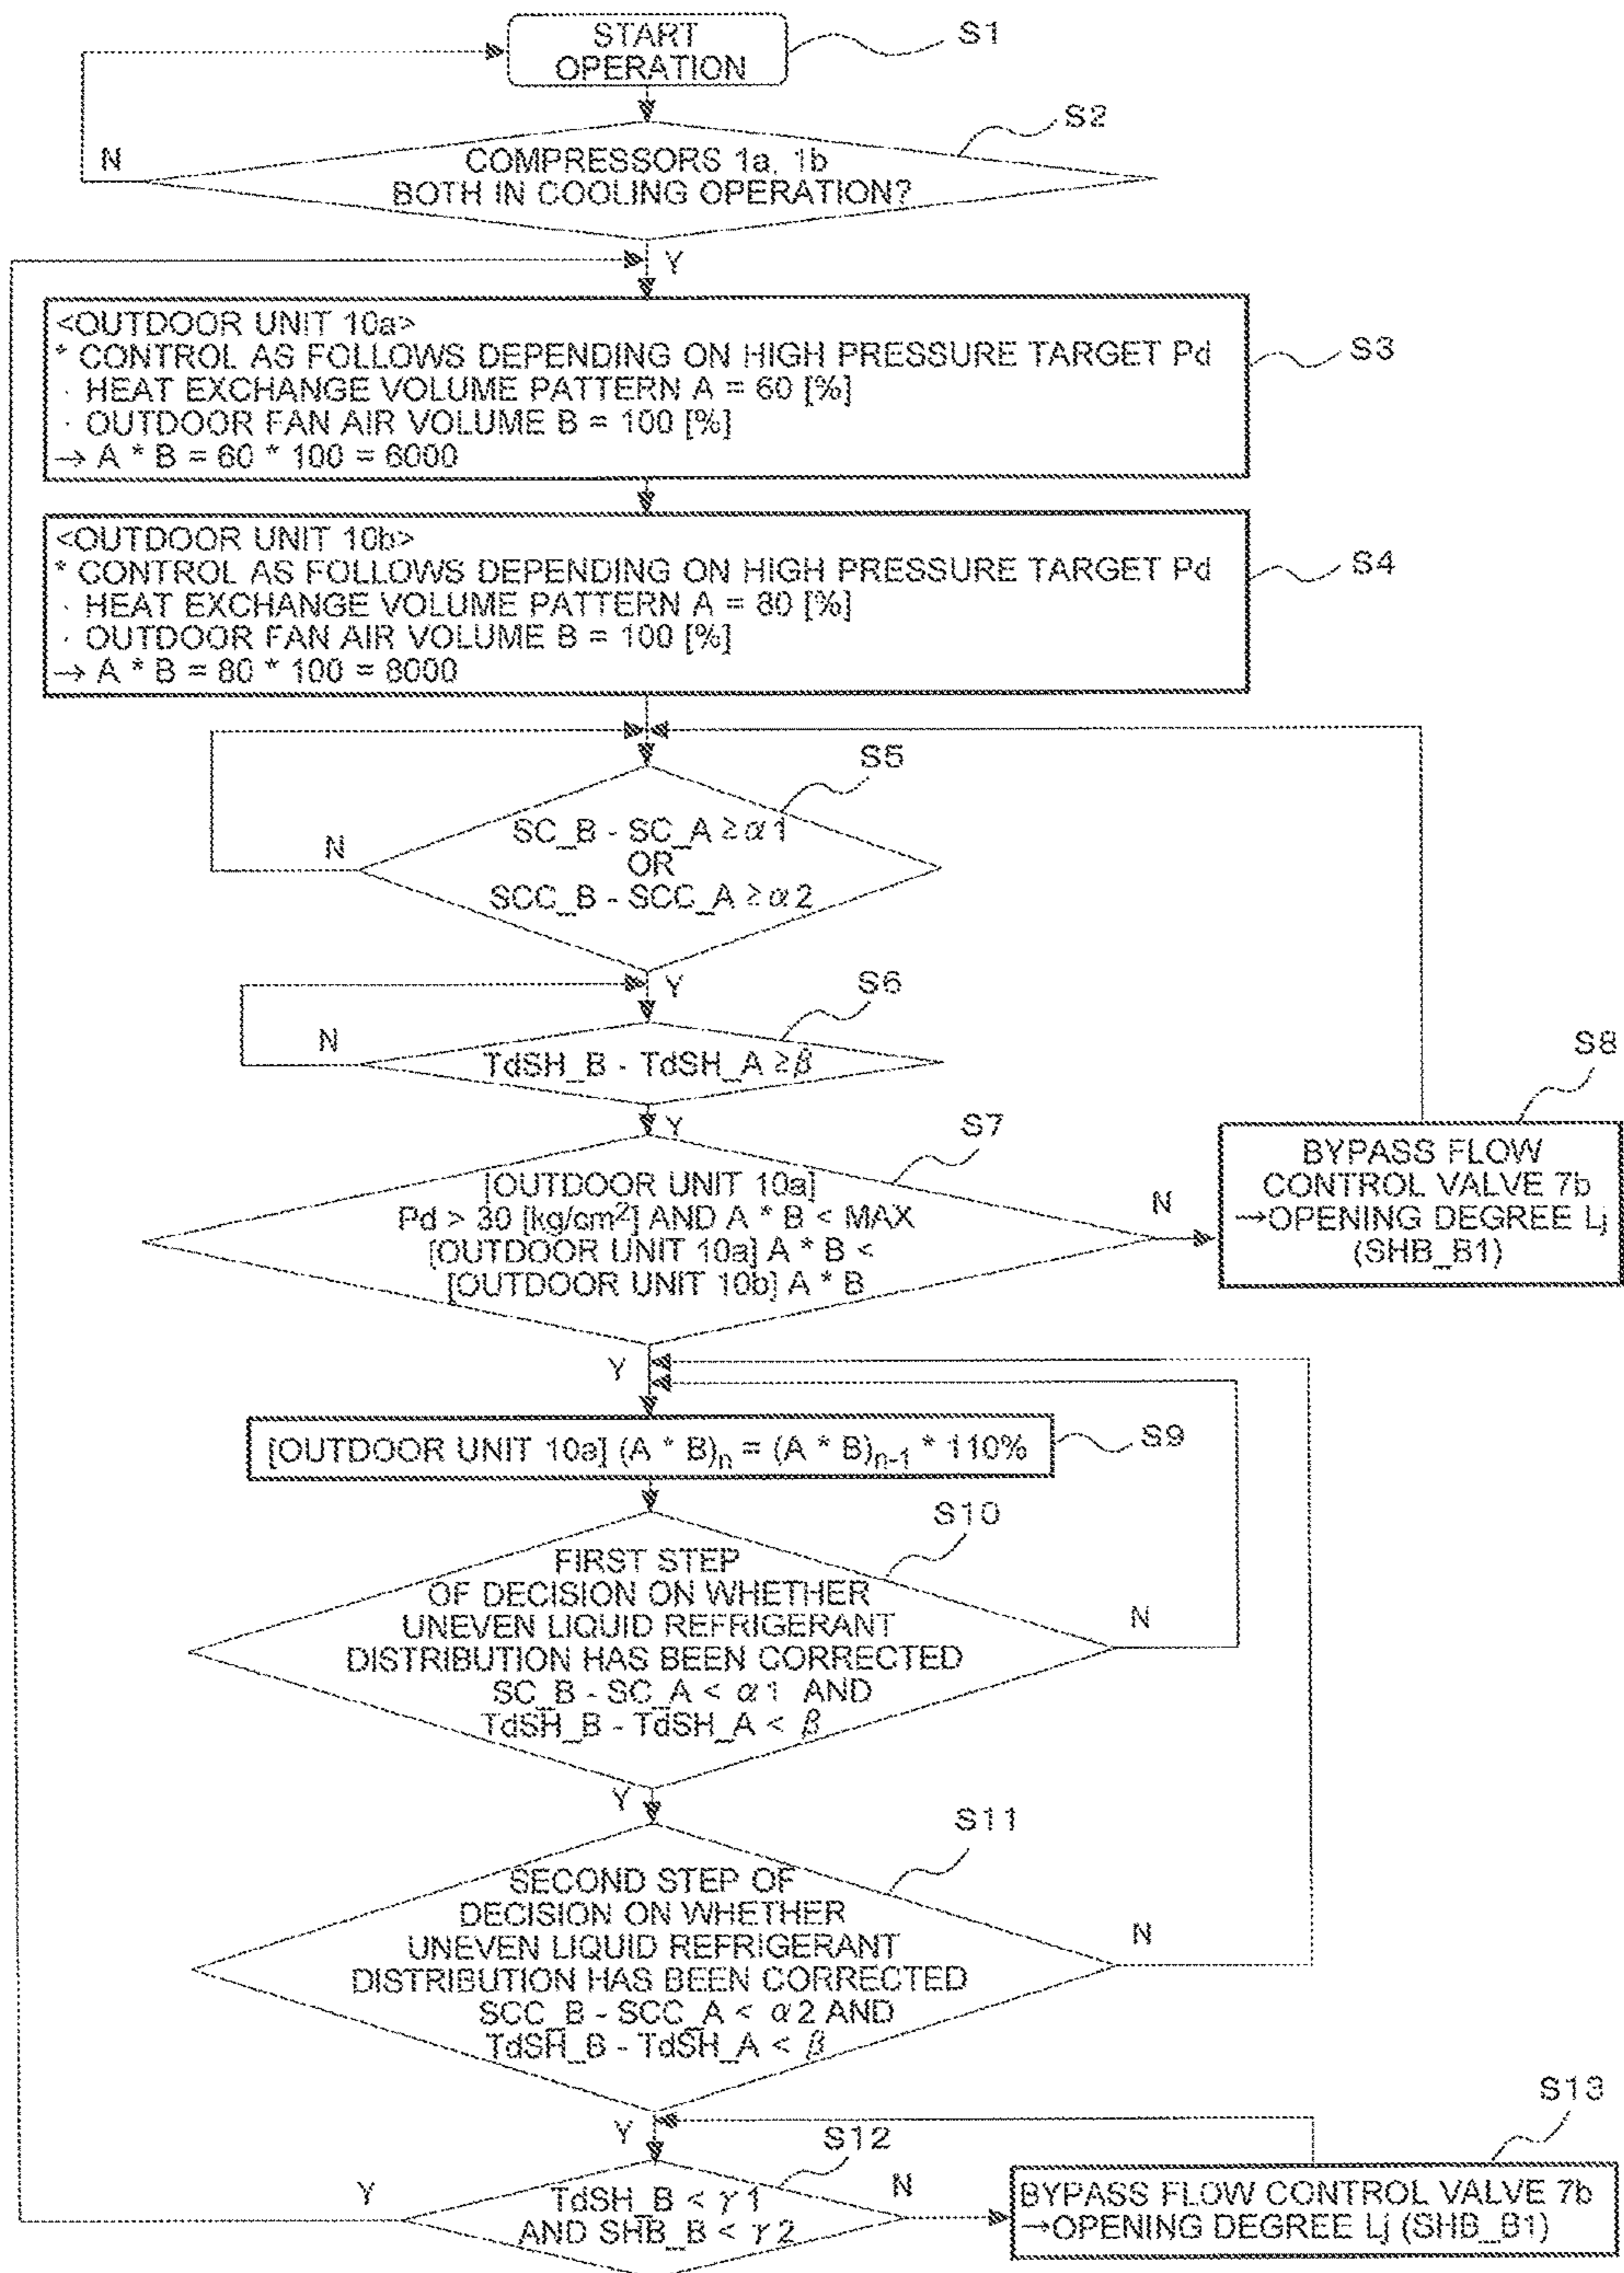 START
OPERATION
S1
S2
N
COMPRESSORS 1a, 1b
BOTH IN COOLING OPERATION?
Y
<OUTDOOR UNIT 10a>
* CONTROL AS FOLLOWS DEPENDING ON HIGH PRESSURE TARGET Pd
· HEAT EXCHANGE VOLUME PATTERN A = 60 [%]
· OUTDOOR FAN AIR VOLUME B = 100 [%]
→ A * B = 60 * 100 = 6000
S3
<OUTDOOR UNIT 10b>
* CONTROL AS FOLLOWS DEPENDING ON HIGH PRESSURE TARGET Pd
· HEAT EXCHANGE VOLUME PATTERN A = 80 [%]
· OUTDOOR FAN AIR VOLUME B = 100 [%]
→ A * B = 80 * 100 = 8000
S4
S5
N
SC_B - SC_A ≥ α1
OR
SCC_B - SCC_A ≥ α2
Y
S6
N
TdSH_B - TdSH_A ≥ β
Y
S7
[OUTDOOR UNIT 10a]
Pd > 30 [kg/cm²] AND A * B < MAX
[OUTDOOR UNIT 10a] A * B <
[OUTDOOR UNIT 10b] A * B
N
S8
BYPASS FLOW
CONTROL VALVE 7b
→OPENING DEGREE Lj
(SHB_B1)
Y
[OUTDOOR UNIT 10a] (A * B)n = (A * B)n-1 * 110%
S9
S10
FIRST STEP
OF DECISION ON WHETHER
UNEVEN LIQUID REFRIGERANT
DISTRIBUTION HAS BEEN CORRECTED
SC_B - SC_A < α1 AND
TdSH_B - TdSH_A < β
N
Y
S11
SECOND STEP OF
DECISION ON WHETHER
UNEVEN LIQUID REFRIGERANT
DISTRIBUTION HAS BEEN CORRECTED
SCC_B - SCC_A < α2 AND
TdSH_B - TdSH_A < β
N
Y
S12
Y
TdSH_B < γ1
AND SHB_B < γ2
N
S13
BYPASS FLOW CONTROL VALVE 7b
→OPENING DEGREE Lj (SHB_B1)